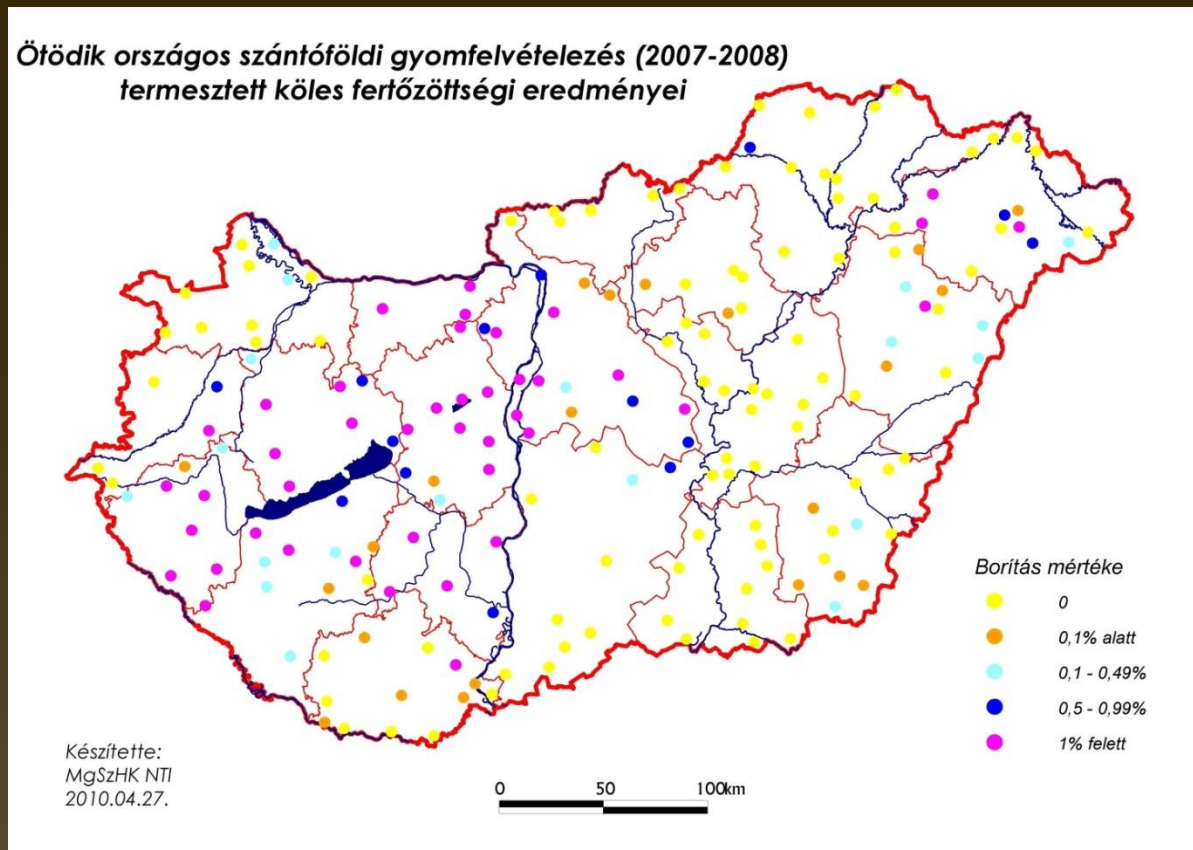 Ötödik országos szántóföldi gyomfelvételezés (2007-2008)
termesztett köles fertőzöttségi eredményei
Borítás mértéke
0
0,1% alatt
0,1 - 0,49%
0,5 - 0,99%
1% felett
Készítette:
MgSzHK NTI
2010.04.27.
0 50 100km